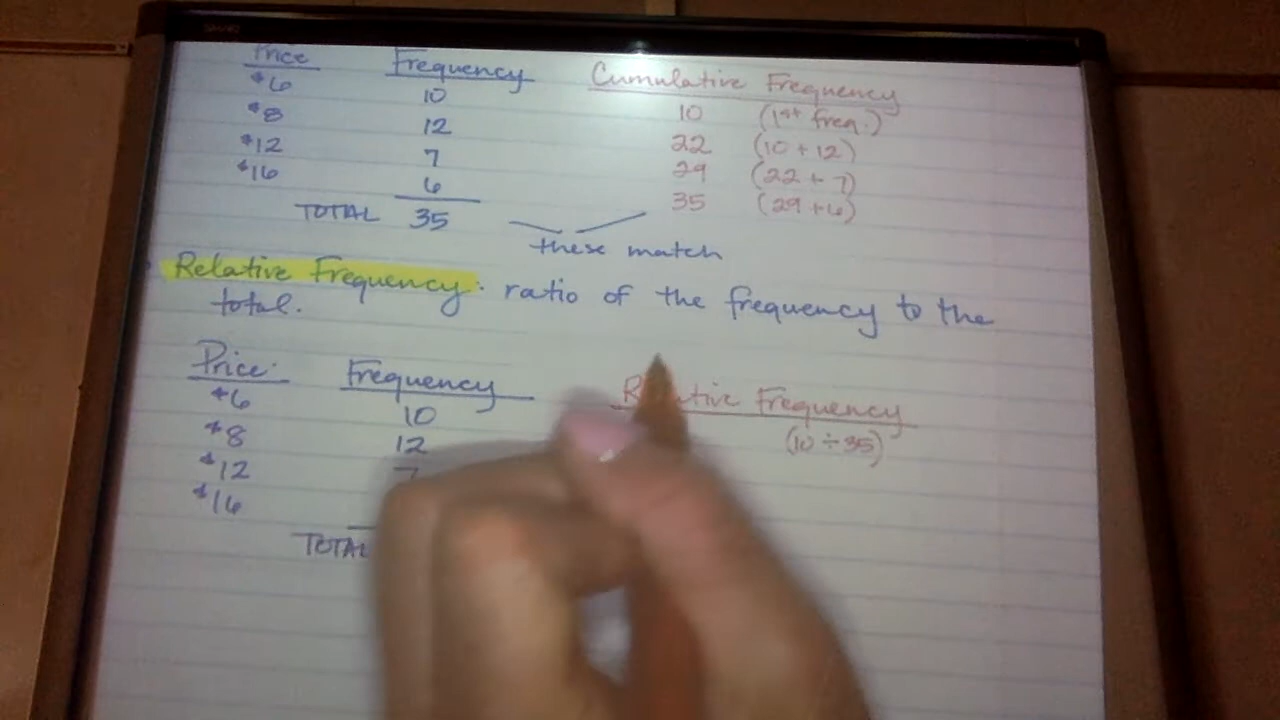 Price Frequency Cumulative Frequency
$6 10 10 (1st freq.)
$8 12 22 (10 + 12)
$12 7 29 (22 + 7)
$16 6 35 (29 + 6)
TOTAL 35
these match
Relative Frequency: ratio of the frequency to the
total.
Price Frequency Relative Frequency
$6 10 (10 ÷ 35)
$8 12
$12 7
$16
TOTAL